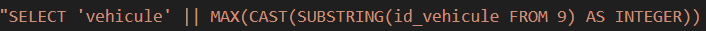 "SELECT 'vehicule' || MAX(CAST(SUBSTRING(id_vehicule FROM 9) AS INTEGER))